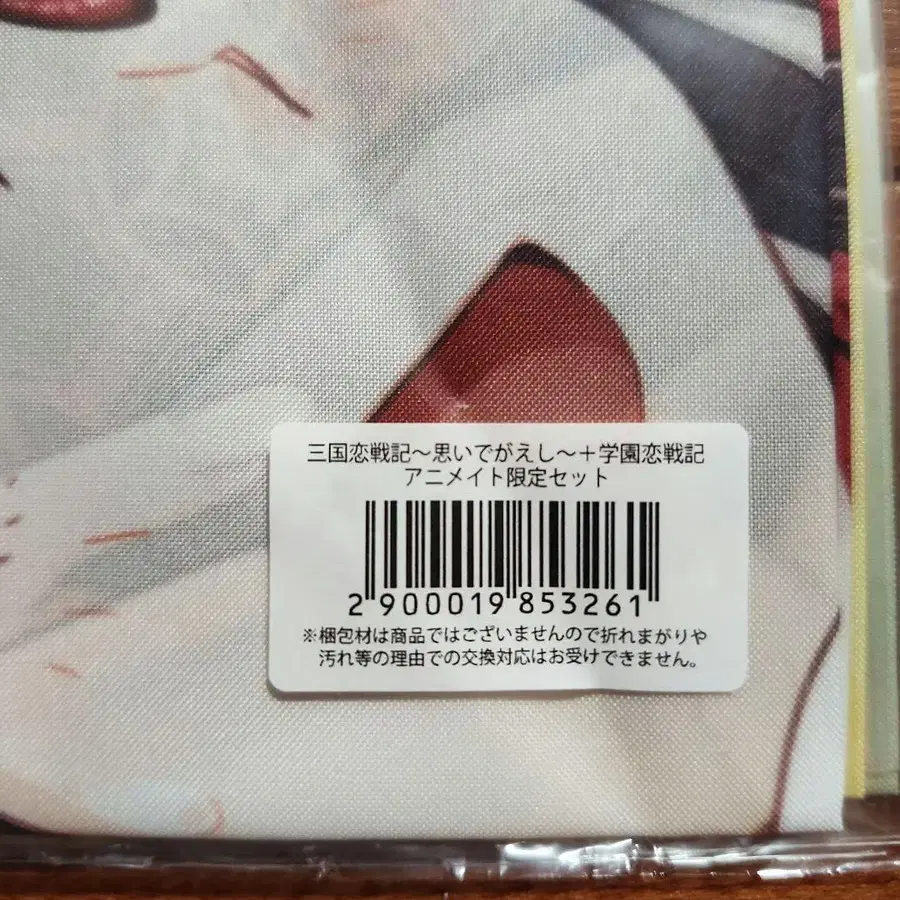 三国恋戦記～思いでがえし～＋学園恋戦記
アニメイト限定セット
2 900019 853261
※梱包材は商品ではございませんので折れまがりや
汚れ等の理由での交換対応はお受けできません。